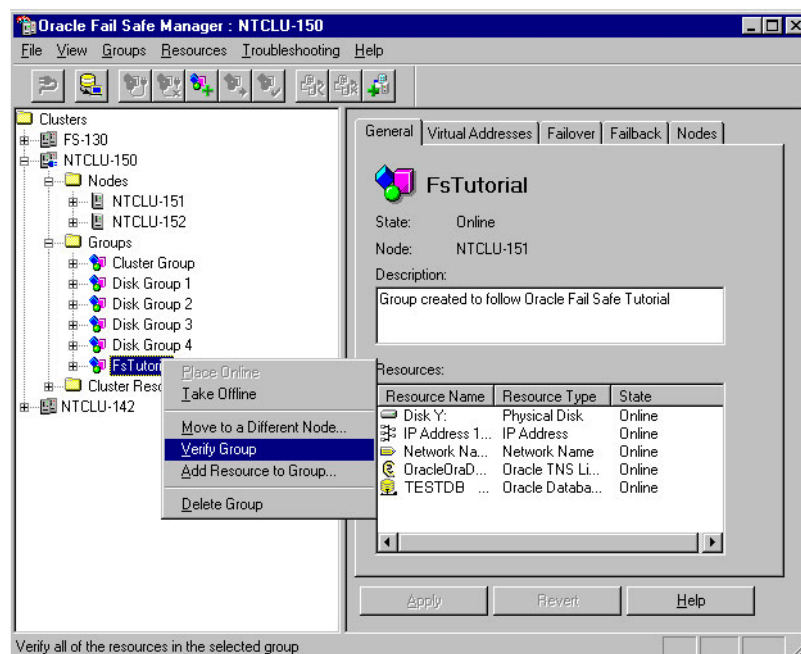 Oracle Fail Safe Manager : NTCLU-150
File View Groups Resources Troubleshooting Help
Clusters
FS-130
NTCLU-150
Nodes
NTCLU-151
NTCLU-152
Groups
Cluster Group
Disk Group 1
Disk Group 2
Disk Group 3
Disk Group 4
FsTutori
Cluster Reso
NTCLU-142
Place Online
Take Offline
Move to a Different Node...
Verify Group
Add Resource to Group...
Delete Group
General Virtual Addresses Failover Failback Nodes
FsTutorial
State: Online
Node: NTCLU-151
Description:
Group created to follow Oracle Fail Safe Tutorial
Resources:
Resource Name Resource Type State
Disk Y: Physical Disk Online
IP Address 1... IP Address Online
Network Na... Network Name Online
OracleOraD... Oracle TNS Li... Online
TESTDB ... Oracle Databa... Online
Apply Revert Help
Verify all of the resources in the selected group